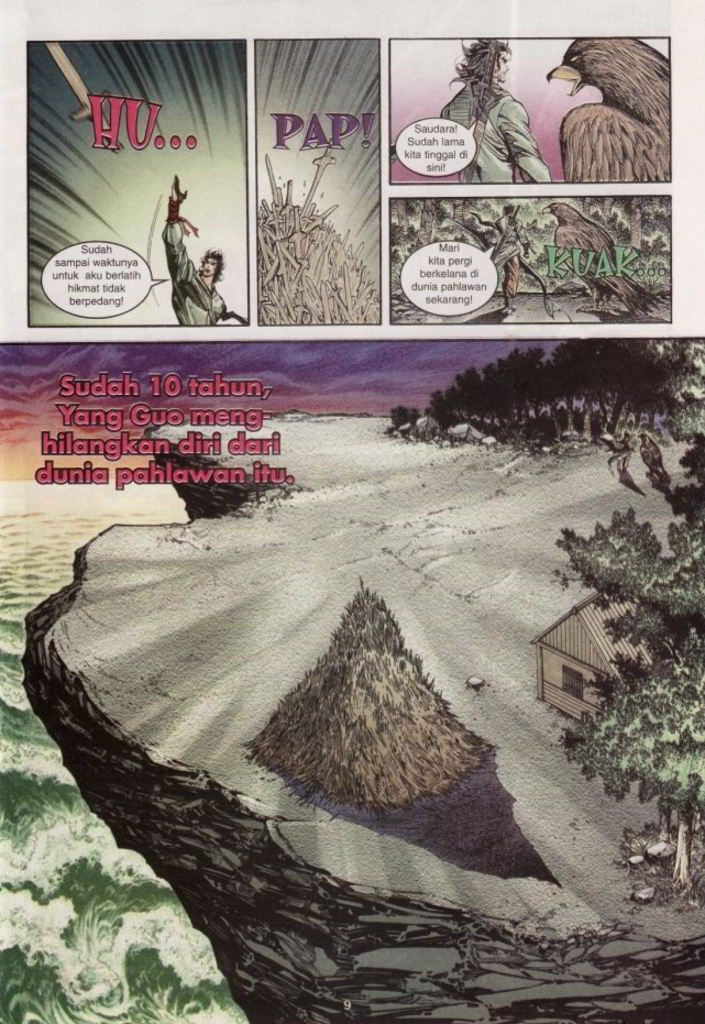 HU...
Sudah
sampai waktunya
untuk aku berlatih
hikmat tidak
berpedang!
PAP!
Saudara!
Sudah lama
kita tinggal di
sini!
Mari
kita pergi
berkelana di
dunia pahlawan
sekarang!
KUAK...
Sudah 10 tahun,
Yang Guo meng-
hilangkan diri dari
dunia pahlawan itu.
9